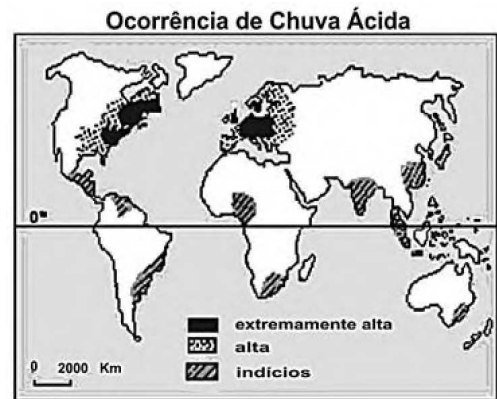 Ocorrência de Chuva Ácida
0°
extremamente alta
alta
indícios
0 2000 Km